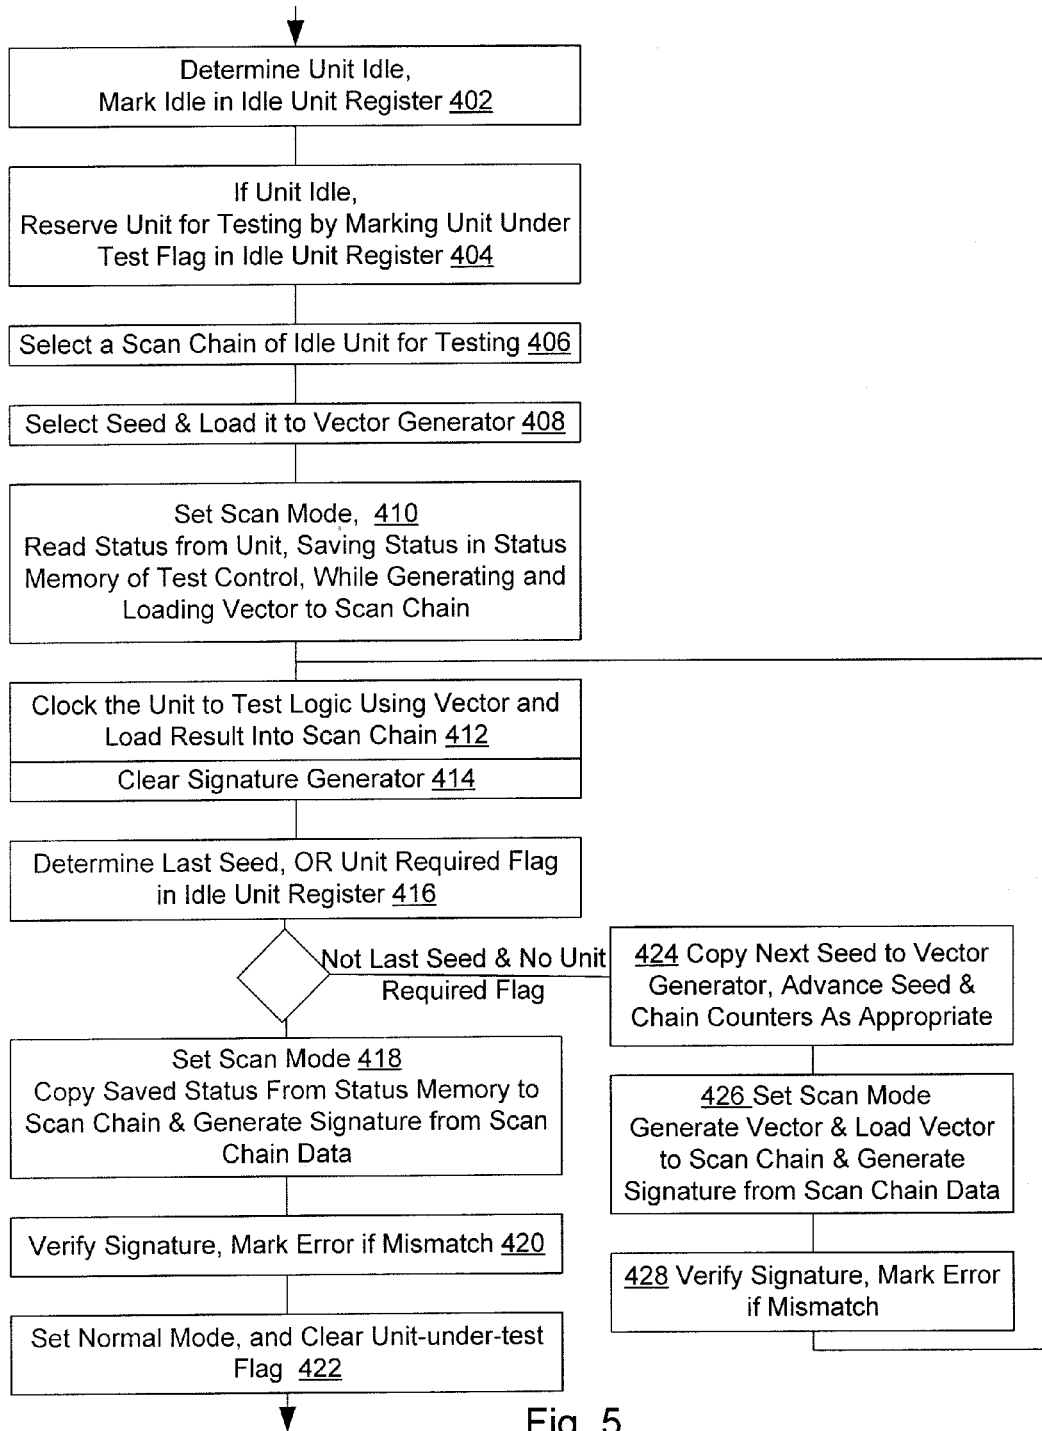 Determine Unit Idle,
Mark Idle in Idle Unit Register 402
If Unit Idle,
Reserve Unit for Testing by Marking Unit Under
Test Flag in Idle Unit Register 404
Select a Scan Chain of Idle Unit for Testing 406
Select Seed & Load it to Vector Generator 408
Set Scan Mode, 410
Read Status from Unit, Saving Status in Status
Memory of Test Control, While Generating and
Loading Vector to Scan Chain
Clock the Unit to Test Logic Using Vector and
Load Result Into Scan Chain 412
Clear Signature Generator 414
Determine Last Seed, OR Unit Required Flag
in Idle Unit Register 416
Not Last Seed & No Unit
Required Flag
424 Copy Next Seed to Vector
Generator, Advance Seed &
Chain Counters As Appropriate
Set Scan Mode 418
Copy Saved Status From Status Memory to
Scan Chain & Generate Signature from Scan
Chain Data
426 Set Scan Mode
Generate Vector & Load Vector
to Scan Chain & Generate
Signature from Scan Chain Data
Verify Signature, Mark Error if Mismatch 420
428 Verify Signature, Mark Error
if Mismatch
Set Normal Mode, and Clear Unit-under-test
Flag 422
Fig. 5